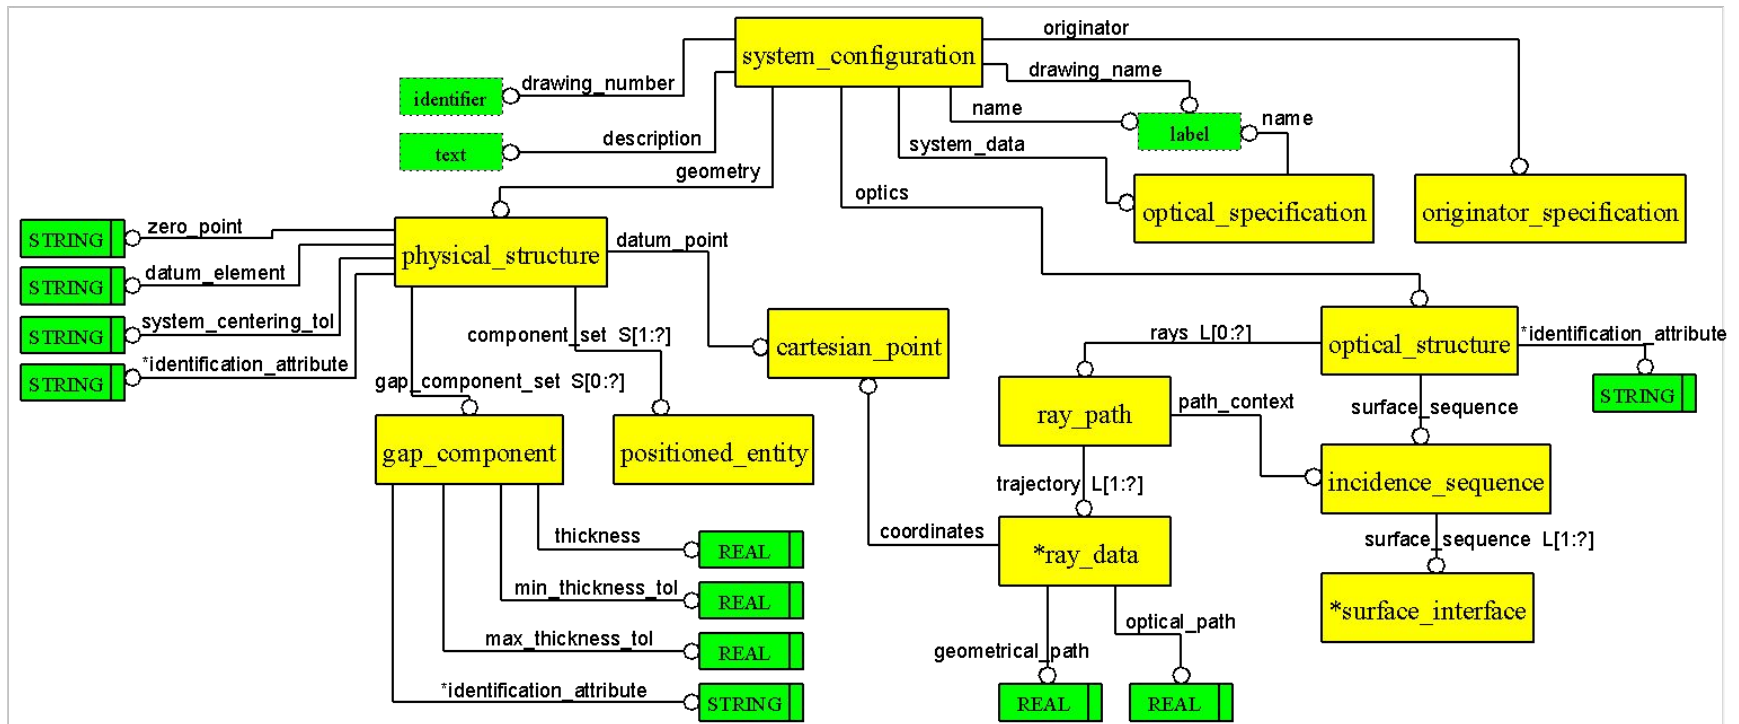 originator
system_configuration
drawing_name
identifier
drawing_number
name
label
name
text
description
system_data
geometry
optics
optical_specification
originator_specification
STRING
zero_point
physical_structure
datum_point
STRING
datum_element
STRING
system_centering_tol
component_set S[1:?]
cartesian_point
rays L[0:?]
optical_structure
*identification_attribute
STRING
*identification_attribute
gap_component_set S[0:?]
STRING
ray_path
path_context
surface_sequence
gap_component
positioned_entity
incidence_sequence
trajectory L[1:?]
thickness
REAL
coordinates
*ray_data
surface_sequence L[1:?]
min_thickness_tol
REAL
*surface_interface
max_thickness_tol
REAL
geometrical_path
optical_path
*identification_attribute
STRING
REAL
REAL